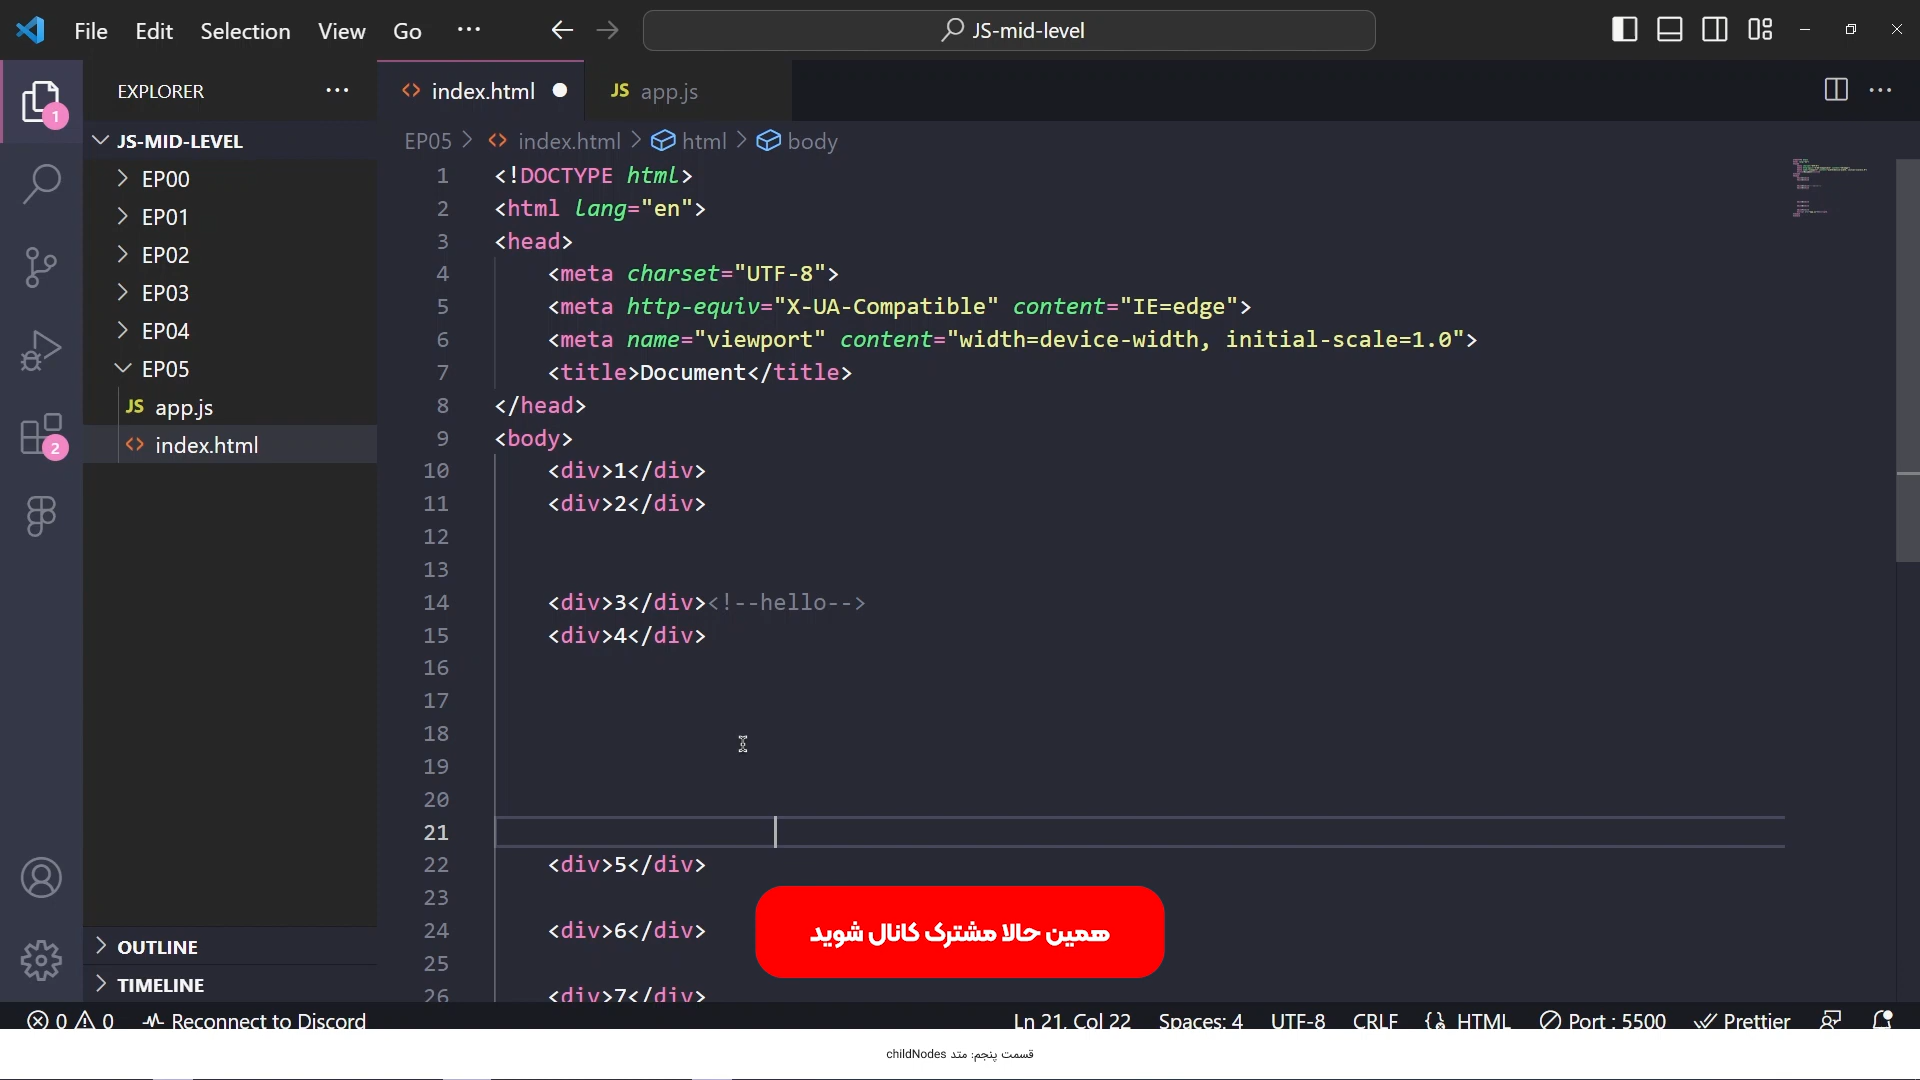 File Edit Selection View Go ···
JS-mid-level
EXPLORER ···
index.html
JS app.js
JS-MID-LEVEL
EP00
EP01
EP02
EP03
EP04
EP05
JS app.js
index.html
OUTLINE
TIMELINE
1
2
EP05 > index.html > html > body
1 <!DOCTYPE html>
2 <html lang="en">
3 <head>
4 <meta charset="UTF-8">
5 <meta http-equiv="X-UA-Compatible" content="IE=edge">
6 <meta name="viewport" content="width=device-width, initial-scale=1.0">
7 <title>Document</title>
8 </head>
9 <body>
10 <div>1</div>
11 <div>2</div>
12
13
14 <div>3</div><!--hello-->
15 <div>4</div>
16
17
18
19
20
21
22 <div>5</div>
23
24 <div>6</div>
25
26 <div>7</div>
همین حالا مشترک کانال شوید
0 0 Reconnect to Discord Ln 21, Col 22 Spaces: 4 UTF-8 CRLF HTML Port : 5500 Prettier
قسمت پنجم: متد childNodes